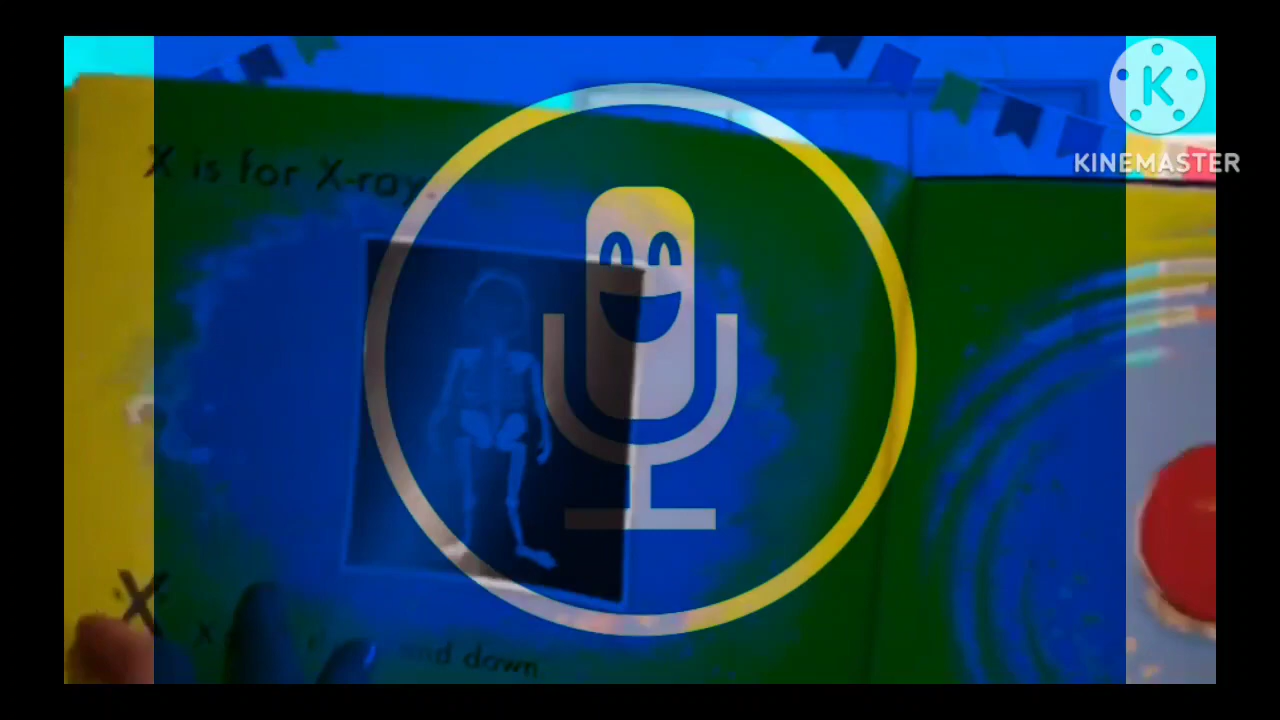 K
KINEMASTER
X is for X-ray.
X
x
and down